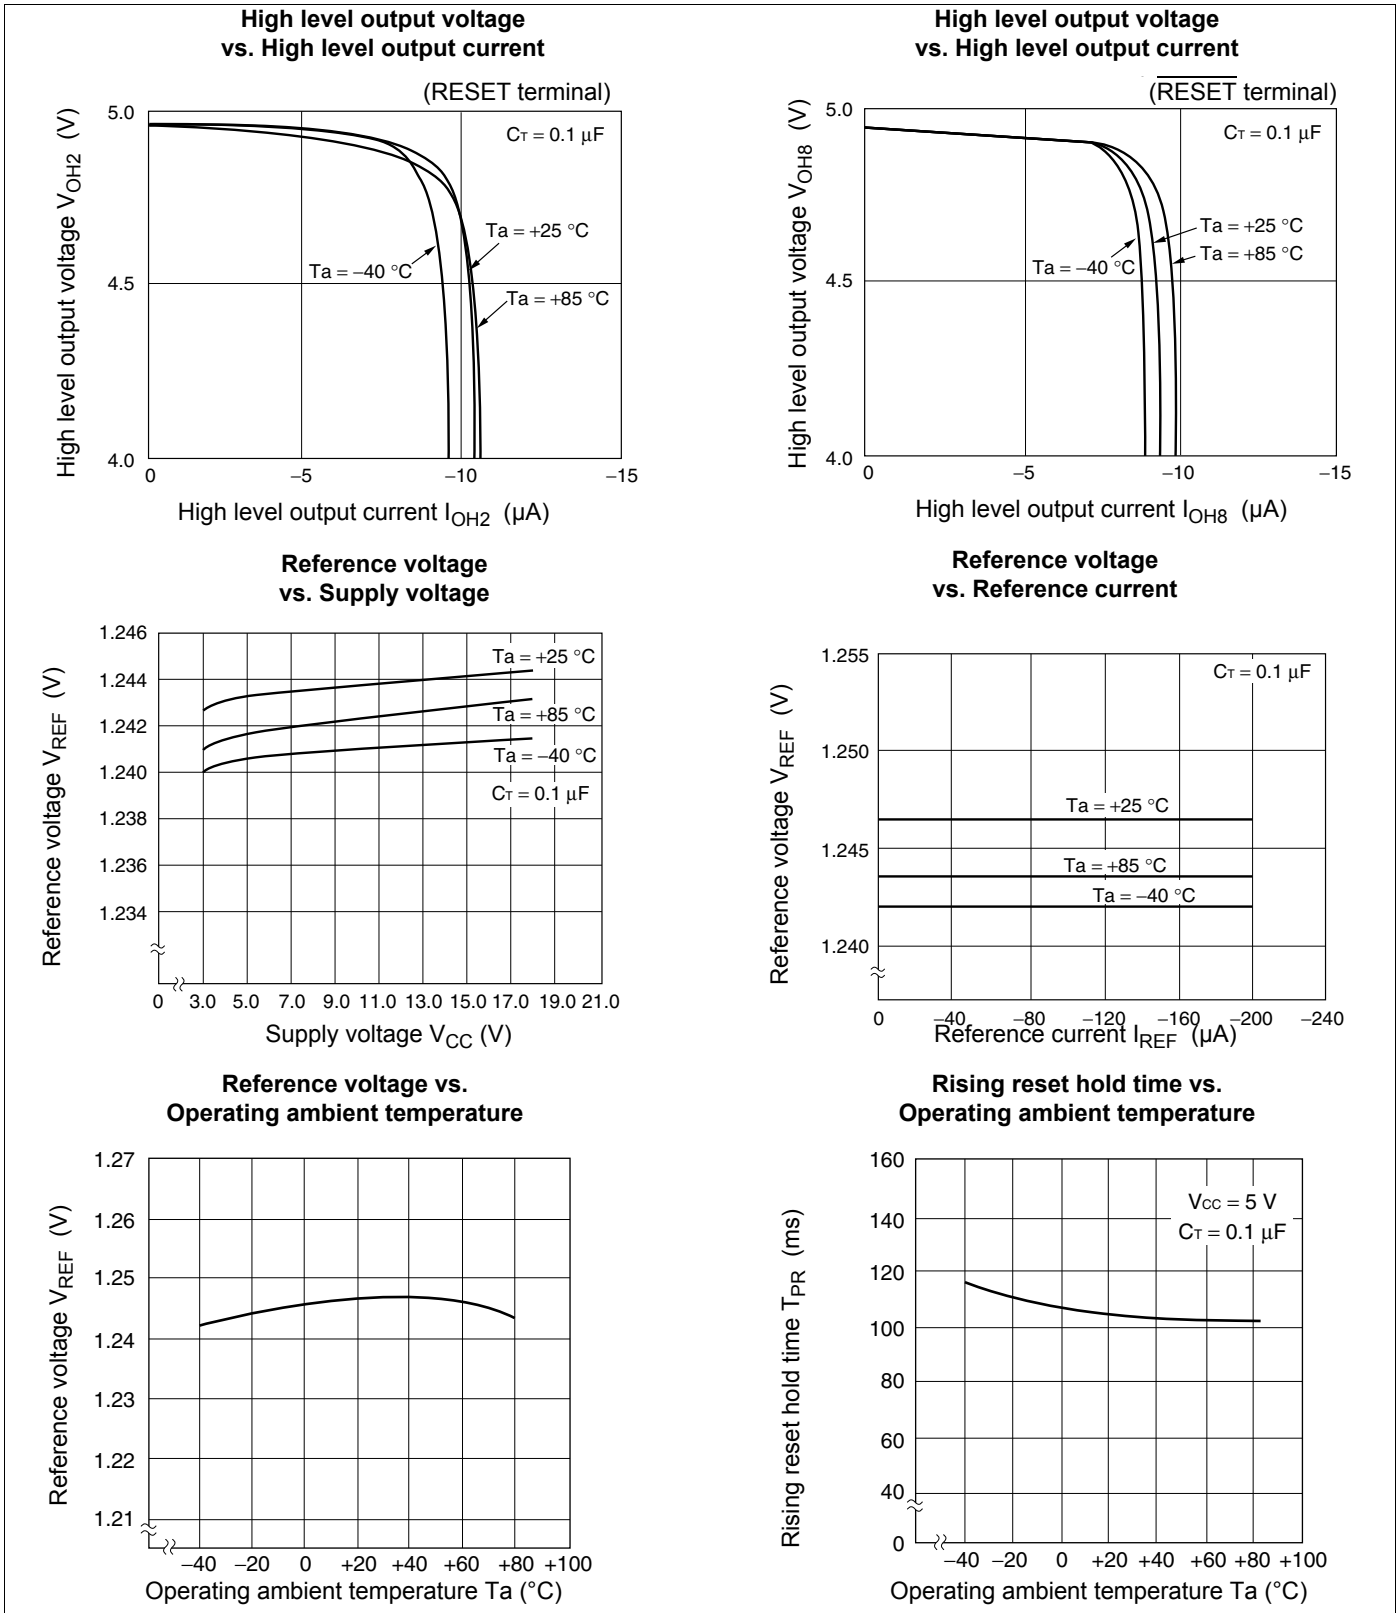 High level output voltage
vs. High level output current
(RESET terminal)
High level output voltage VOH2 (V)
5.0
4.5
4.0
CT = 0.1 µF
Ta = +25 °C
Ta = −40 °C
Ta = +85 °C
0 −5 −10 −15
High level output current IOH2 (µA)
High level output voltage
vs. High level output current
(RESET terminal)
High level output voltage VOH8 (V)
5.0
4.5
4.0
CT = 0.1 µF
Ta = +25 °C
Ta = +85 °C
Ta = −40 °C
0 −5 −10 −15
High level output current IOH8 (µA)
Reference voltage
vs. Supply voltage
Reference voltage VREF (V)
1.246
1.244
1.242
1.240
1.238
1.236
1.234
Ta = +25 °C
Ta = +85 °C
Ta = −40 °C
CT = 0.1 µF
0 3.0 5.0 7.0 9.0 11.0 13.0 15.0 17.0 19.0 21.0
Supply voltage VCC (V)
Reference voltage
vs. Reference current
Reference voltage VREF (V)
1.255
1.250
1.245
1.240
CT = 0.1 µF
Ta = +25 °C
Ta = +85 °C
Ta = −40 °C
0 −40 −80 −120 −160 −200 −240
Reference current IREF (µA)
Reference voltage vs.
Operating ambient temperature
Reference voltage VREF (V)
1.27
1.26
1.25
1.24
1.23
1.22
1.21
−40 −20 0 +20 +40 +60 +80 +100
Operating ambient temperature Ta (°C)
Rising reset hold time vs.
Operating ambient temperature
Rising reset hold time TPR (ms)
160
140
120
100
80
60
40
0
VCC = 5 V
CT = 0.1 µF
−40 −20 0 +20 +40 +60 +80 +100
Operating ambient temperature Ta (°C)